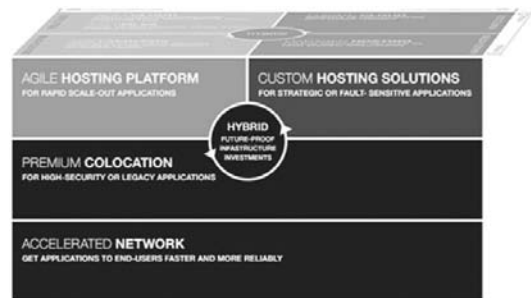 HYBRID
AGILE HOSTING PLATFORM
FOR RAPID SCALE-OUT APPLICATIONS
CUSTOM HOSTING SOLUTIONS
FOR STRATEGIC OR FAULT- SENSITIVE APPLICATIONS
HYBRID
FUTURE-PROOF
INFASTRUCTURE
INVESTMENTS
PREMIUM COLOCATION
FOR HIGH-SECURITY OR LEGACY APPLICATIONS
ACCELERATED NETWORK
GET APPLICATIONS TO END-USERS FASTER AND MORE RELIABLY